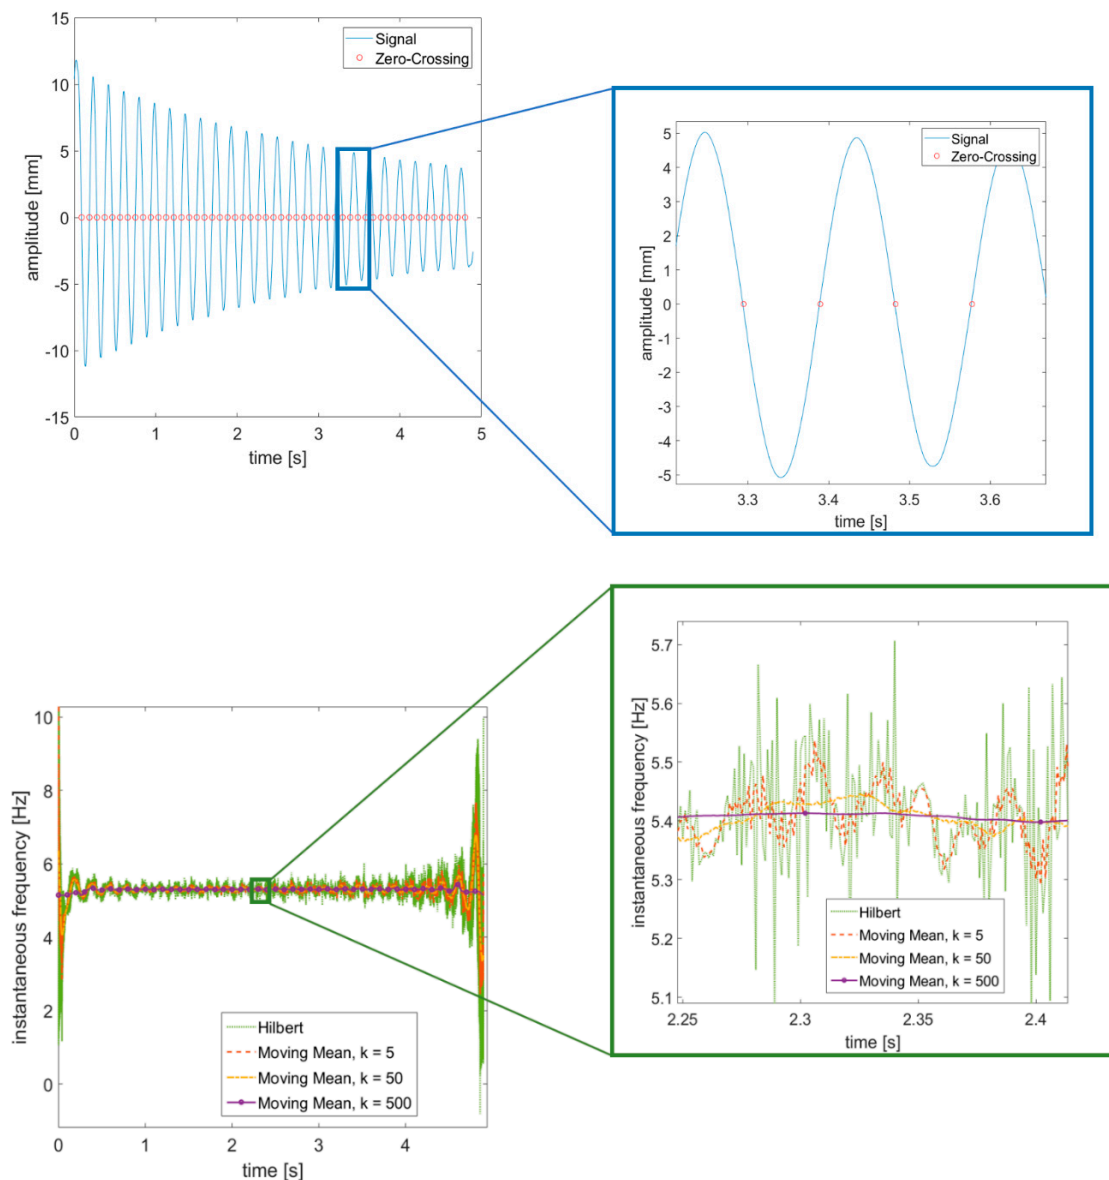 15
10
5
0
-5
-10
-15
amplitude [mm]
0 1 2 3 4 5
time [s]
Signal
Zero-Crossing
5
4
3
2
1
0
-1
-2
-3
-4
-5
amplitude [mm]
3.3 3.4 3.5 3.6
time [s]
Signal
Zero-Crossing
10
8
6
4
2
0
instantaneous frequency [Hz]
0 1 2 3 4
time [s]
Hilbert
Moving Mean, k = 5
Moving Mean, k = 50
Moving Mean, k = 500
5.7
5.6
5.5
5.4
5.3
5.2
5.1
instantaneous frequency [Hz]
2.25 2.3 2.35 2.4
time [s]
Hilbert
Moving Mean, k = 5
Moving Mean, k = 50
Moving Mean, k = 500